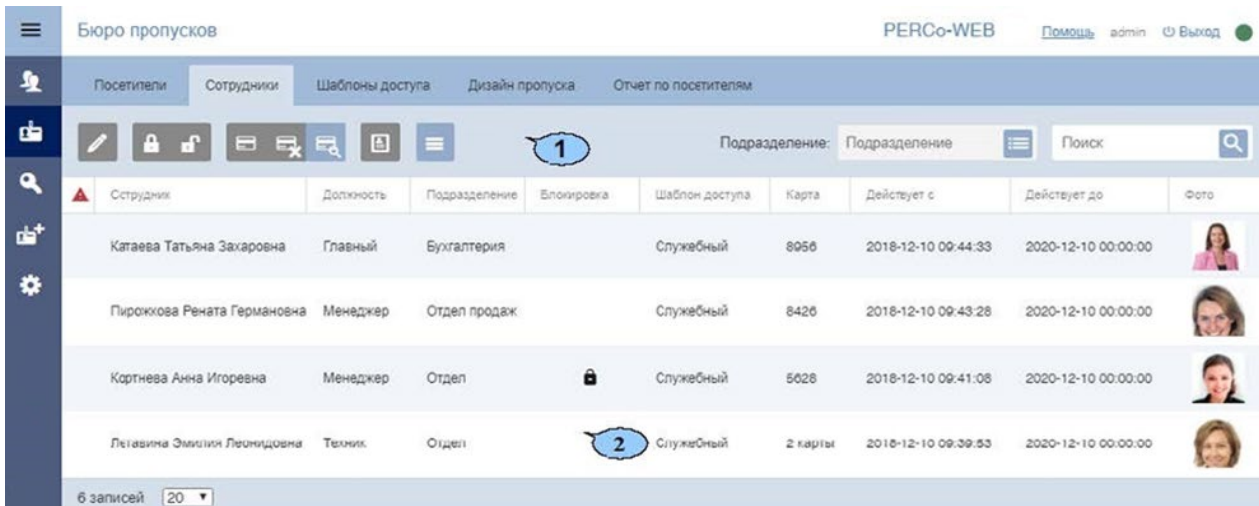 Бюро пропусков PERCo-WEB Помощь admin Выход
Посетители Сотрудники Шаблоны доступа Дизайн пропуска Отчет по посетителям
1 Подразделение: Подразделение Поиск
Сотрудник Должность Подразделение Блокировка Шаблон доступа Карта Действует с Действует до Фото
Катаева Татьяна Захаровна Главный Бухгалтерия Служебный 8956 2018-12-10 09:44:33 2020-12-10 00:00:00
Пирожкова Рената Германовна Менеджер Отдел продаж Служебный 8426 2018-12-10 09:43:28 2020-12-10 00:00:00
Кортнева Анна Игоревна Менеджер Отдел Служебный 5628 2018-12-10 09:41:08 2020-12-10 00:00:00
Летавина Эмилия Леонидовна Техник Отдел 2 Служебный 2 карты 2018-12-10 09:39:53 2020-12-10 00:00:00
6 записей 20